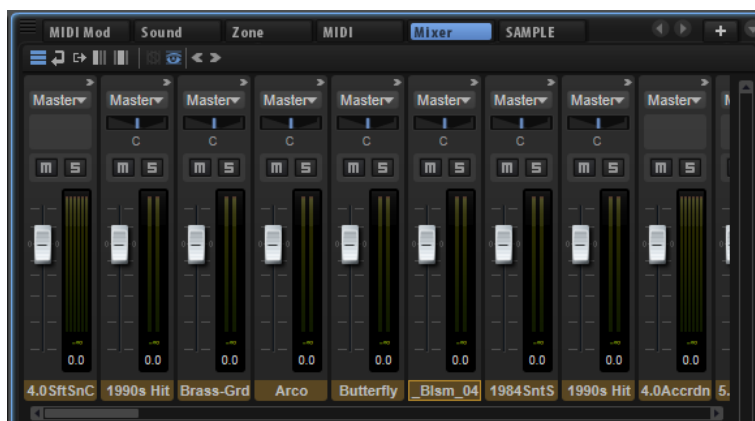 MIDI Mod Sound Zone MIDI Mixer SAMPLE
Master Master Master Master Master Master Master Master Master
C C C C C C C
M S M S M S M S M S M S M S M S M S
0.0 0.0 0.0 0.0 0.0 0.0 0.0 0.0 0.0
4.0SftSnC 1990s Hit Brass-Grd Arco Butterfly _Blsm_04 1984SntS 1990s Hit 4.0Accrdn 5.